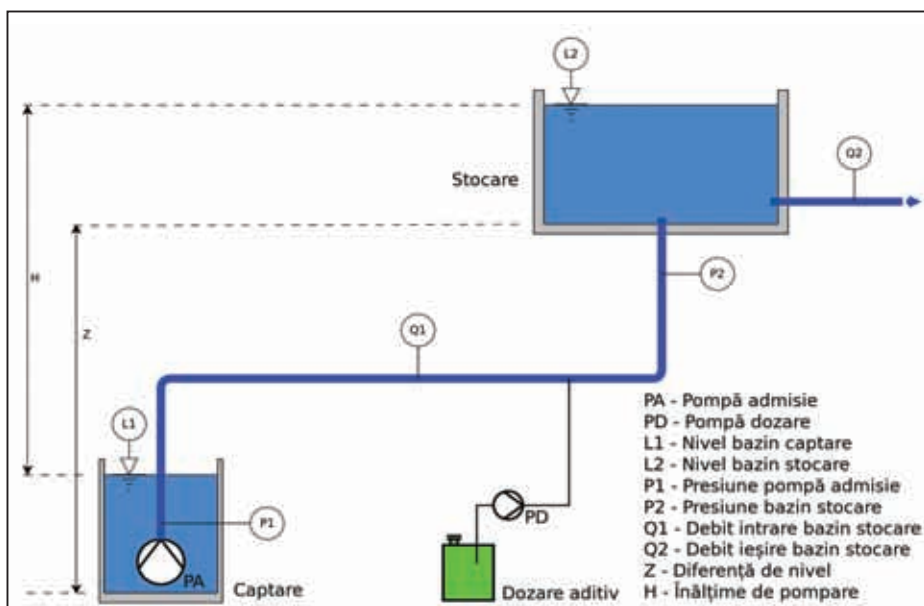 L2
Q2
Stocare
P2
H
Z
Q1
L1
P1
PA
Captare
PD
Dozare aditiv
PA - Pompă admisie
PD - Pompă dozare
L1 - Nivel bazin captare
L2 - Nivel bazin stocare
P1 - Presiune pompă admisie
P2 - Presiune bazin stocare
Q1 - Debit intrare bazin stocare
Q2 - Debit ieșire bazin stocare
Z - Diferență de nivel
H - Înălțime de pompare